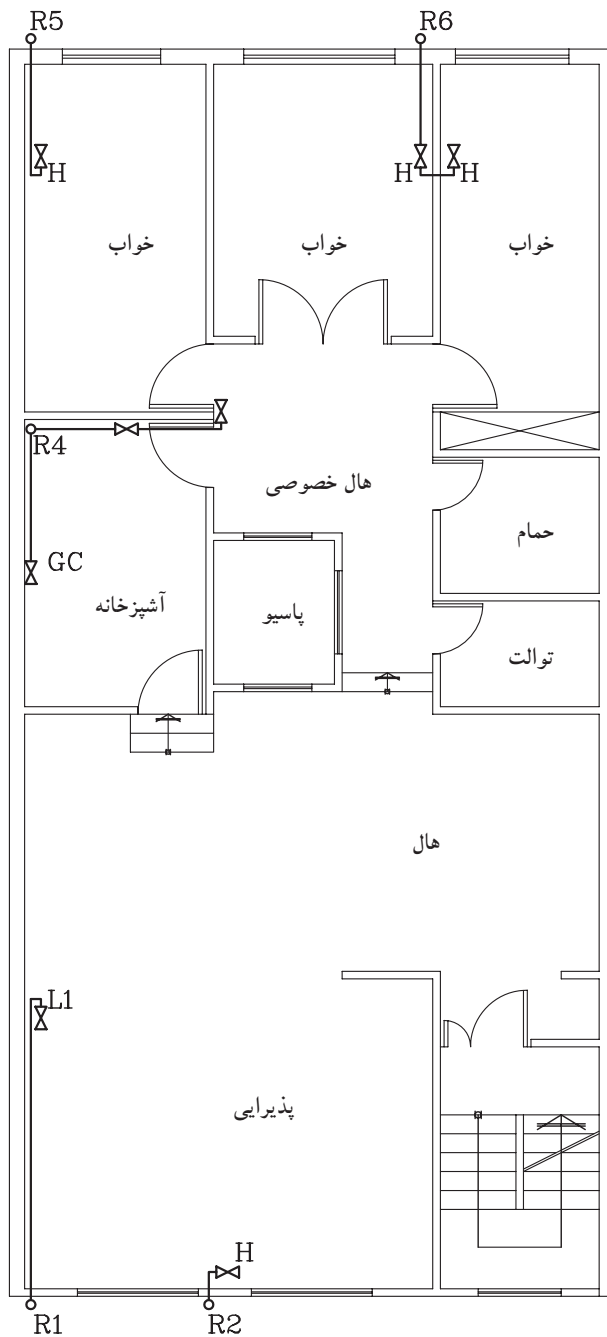 R5
R6
H
H
H
خواب
خواب
خواب
R4
هال خصوصی
حمام
GC
آشپزخانه
پاسیو
توالت
هال
L1
پذیرایی
H
R1
R2